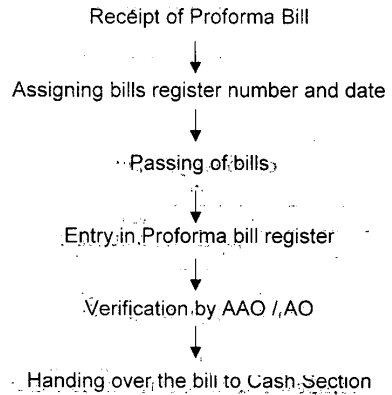 Receipt of Proforma Bill
Assigning bills register number and date
Passing of bills
Entry in Proforma bill register
Verification by AAO / AO
Handing over the bill to Cash Section